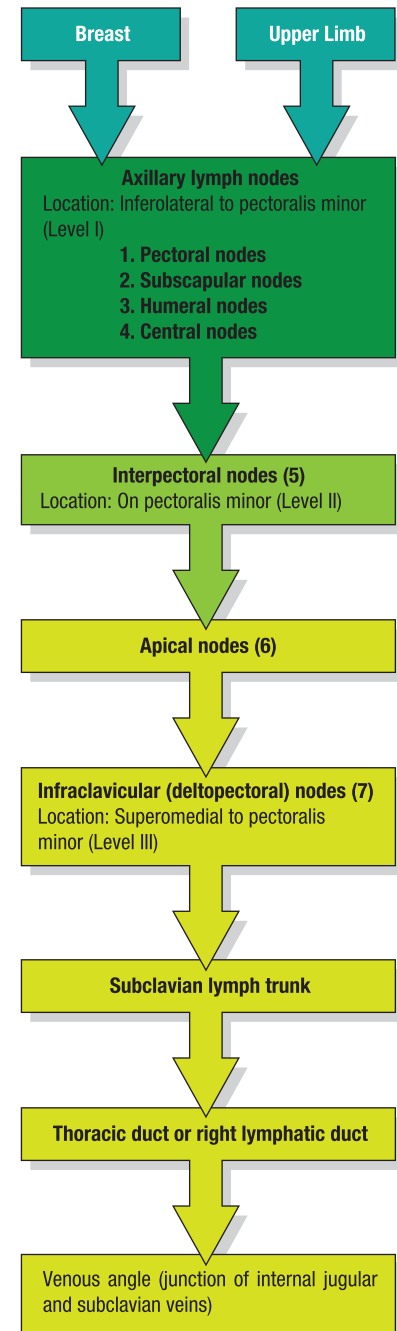 Breast
Upper Limb
Axillary lymph nodes
Location: Inferolateral to pectoralis minor
(Level I)
1. Pectoral nodes
2. Subscapular nodes
3. Humeral nodes
4. Central nodes
Interpectoral nodes (5)
Location: On pectoralis minor (Level II)
Apical nodes (6)
Infraclavicular (deltopectoral) nodes (7)
Location: Superomedial to pectoralis
minor (Level III)
Subclavian lymph trunk
Thoracic duct or right lymphatic duct
Venous angle (junction of internal jugular
and subclavian veins)